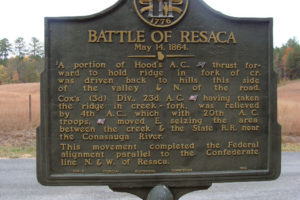 1776
BATTLE OF RESACA
May 14, 1864.
A portion of Hood's A.C. thrust for-
ward to hold ridge in fork of cr.
was driven back to hills this side
of the valley & N. of the road.
Cox's (3d) Div., 23d A.C. having taken
the ridge in creek-fork, was relieved
by 4th A.C. which with 20th A.C.
troops, moved E. seizing the area
between the creek & the State R.R. near
the Conasauga River.
This movement completed the Federal
alignment parallel to the Confederate
line N. & W. of Resaca.